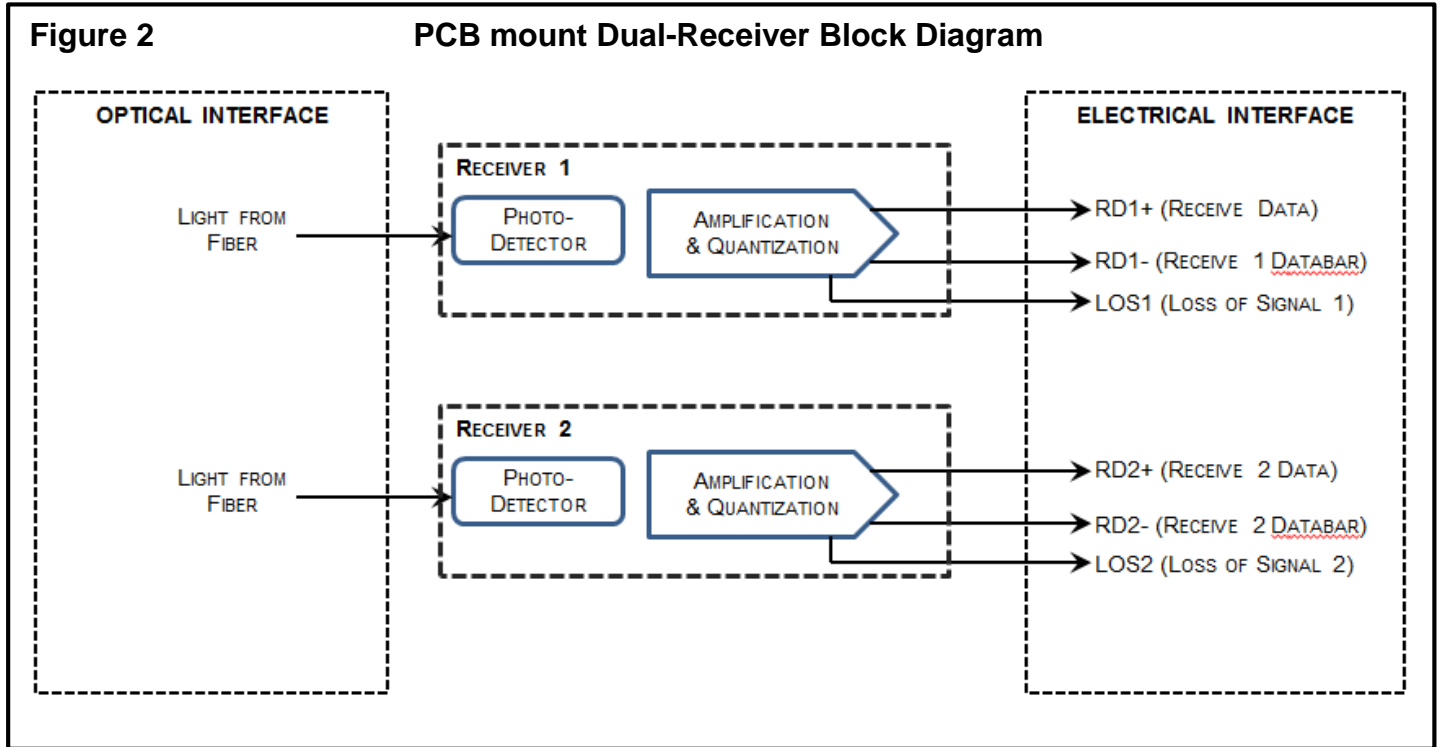 Figure 2 PCB mount Dual-Receiver Block Diagram
OPTICAL INTERFACE
ELECTRICAL INTERFACE
RECEIVER 1
LIGHT FROM
FIBER
PHOTO-
DETECTOR
AMPLIFICATION
& QUANTIZATION
RD1+ (RECEIVE DATA)
RD1- (RECEIVE 1 DATABAR)
LOS1 (LOSS OF SIGNAL 1)
RECEIVER 2
LIGHT FROM
FIBER
PHOTO-
DETECTOR
AMPLIFICATION
& QUANTIZATION
RD2+ (RECEIVE 2 DATA)
RD2- (RECEIVE 2 DATABAR)
LOS2 (LOSS OF SIGNAL 2)